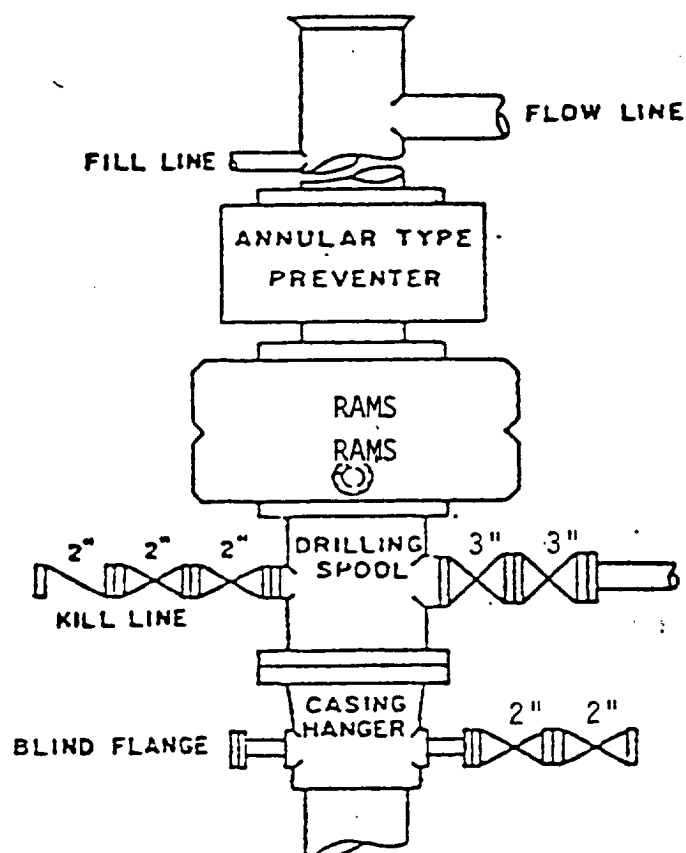 FLOW LINE
FILL LINE
ANNULAR TYPE
PREVENTER
RAMS
RAMS
2" 2" 2"
DRILLING
SPOOL
3" 3"
KILL LINE
CASING
HANGER
2" 2"
BLIND FLANGE